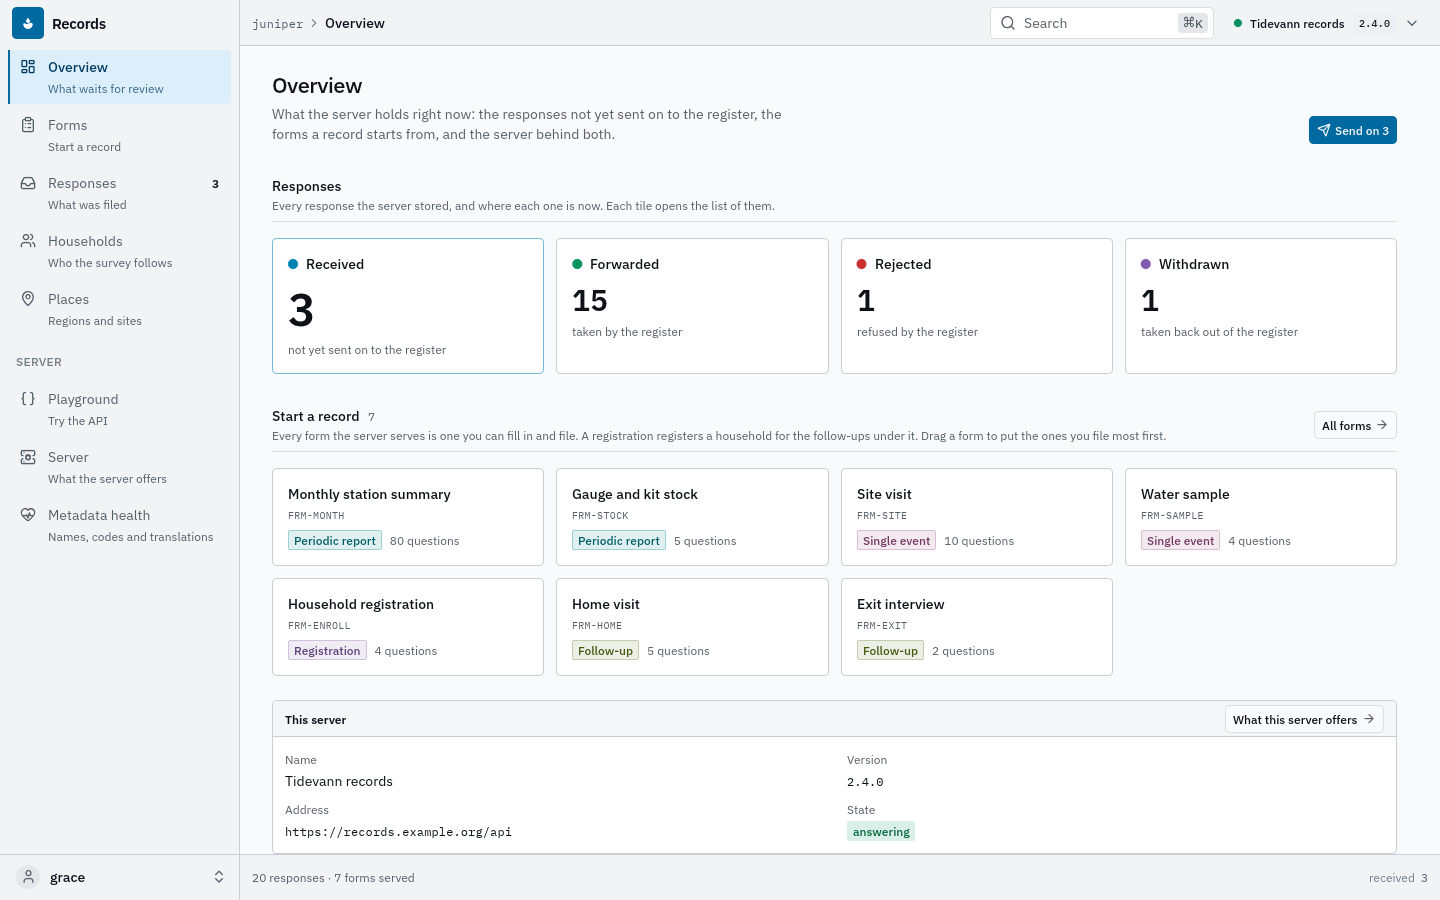 Records
Overview
What waits for review
Forms
Start a record
Responses 3
What was filed
Households
Who the survey follows
Places
Regions and sites
SERVER
Playground
Try the API
Server
What the server offers
Metadata health
Names, codes and translations
grace
juniper > Overview
Search ⌘K
Tidevann records 2.4.0
Overview
What the server holds right now: the responses not yet sent on to the register, the
forms a record starts from, and the server behind both.
Send on 3
Responses
Every response the server stored, and where each one is now. Each tile opens the list of them.
Received
3
not yet sent on to the register
Forwarded
15
taken by the register
Rejected
1
refused by the register
Withdrawn
1
taken back out of the register
Start a record 7
Every form the server serves is one you can fill in and file. A registration registers a household for the follow-ups under it. Drag a form to put the ones you file most first.
All forms
Monthly station summary
FRM-MONTH
Periodic report 80 questions
Gauge and kit stock
FRM-STOCK
Periodic report 5 questions
Site visit
FRM-SITE
Single event 10 questions
Water sample
FRM-SAMPLE
Single event 4 questions
Household registration
FRM-ENROLL
Registration 4 questions
Home visit
FRM-HOME
Follow-up 5 questions
Exit interview
FRM-EXIT
Follow-up 2 questions
This server
What this server offers
Name
Tidevann records
Version
2.4.0
Address
https://records.example.org/api
State
answering
20 responses · 7 forms served
received 3